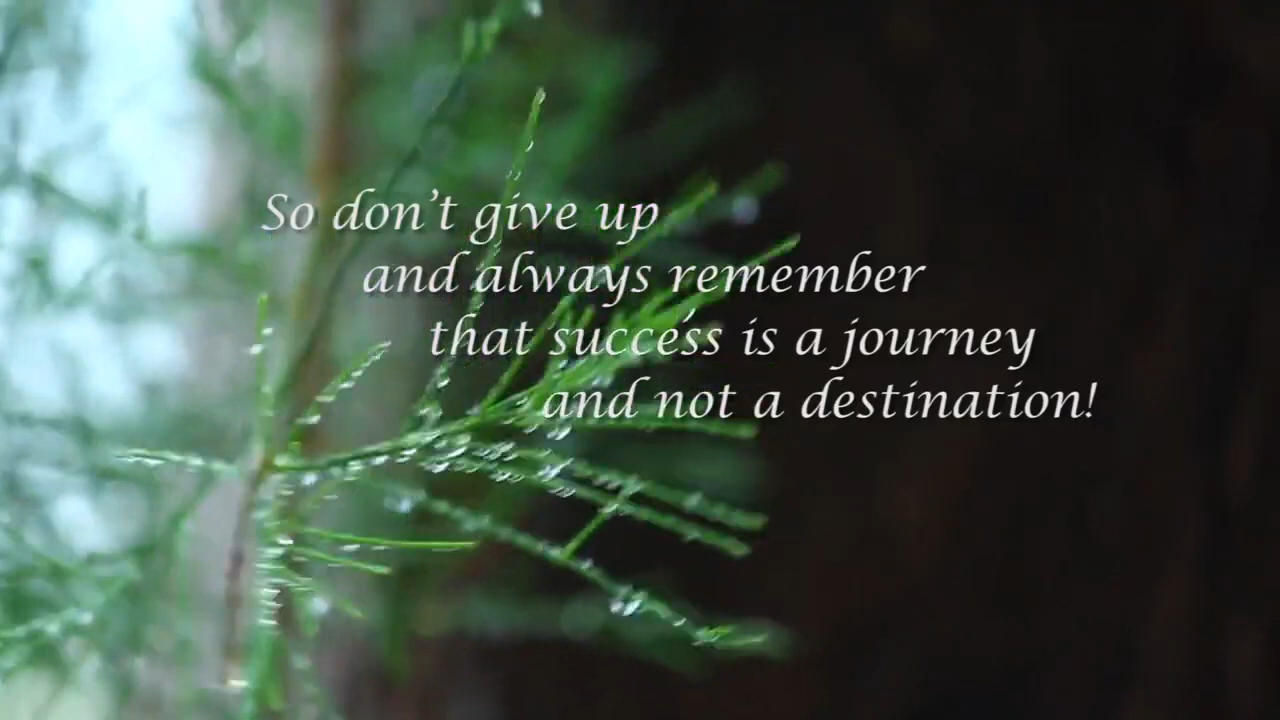 So don’t give up
and always remember
that success is a journey
and not a destination!